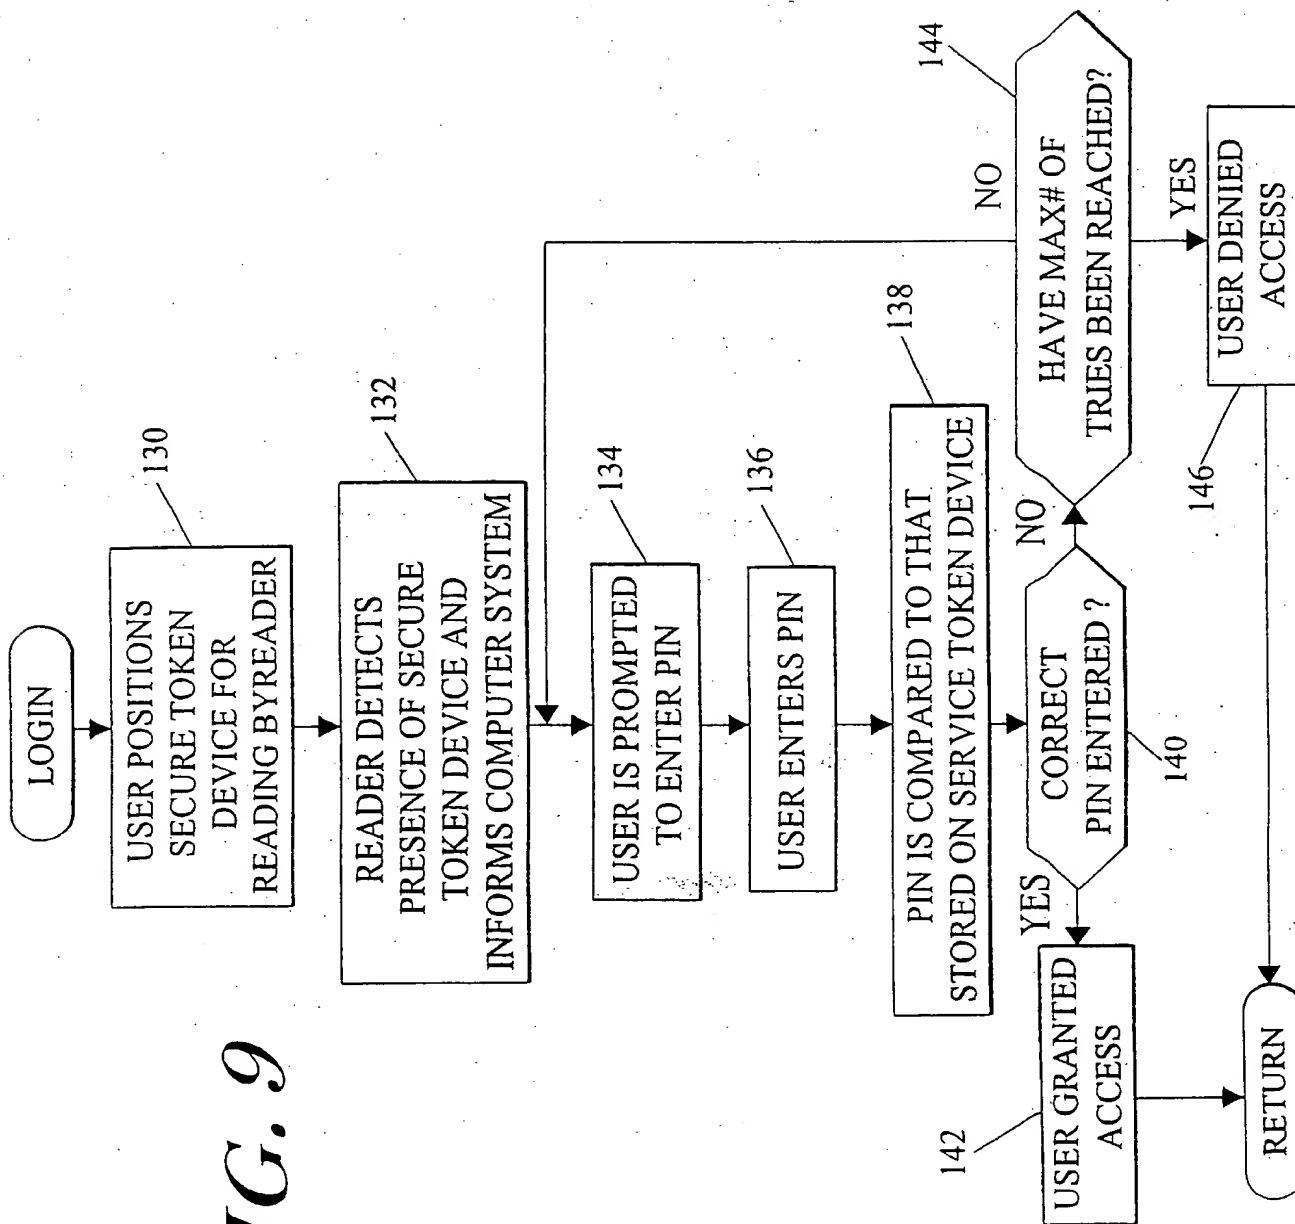 LOGIN
130
USER POSITIONS
SECURE TOKEN
DEVICE FOR
READING BYREADER
132
READER DETECTS
PRESENCE OF SECURE
TOKEN DEVICE AND
INFORMS COMPUTER SYSTEM
134
USER IS PROMPTED
TO ENTER PIN
136
USER ENTERS PIN
138
PIN IS COMPARED TO THAT
STORED ON SERVICE TOKEN DEVICE
CORRECT
PIN ENTERED ?
140
YES
NO
142
USER GRANTED
ACCESS
144
HAVE MAX# OF
TRIES BEEN REACHED?
NO
YES
146
USER DENIED
ACCESS
RETURN
IG. 9